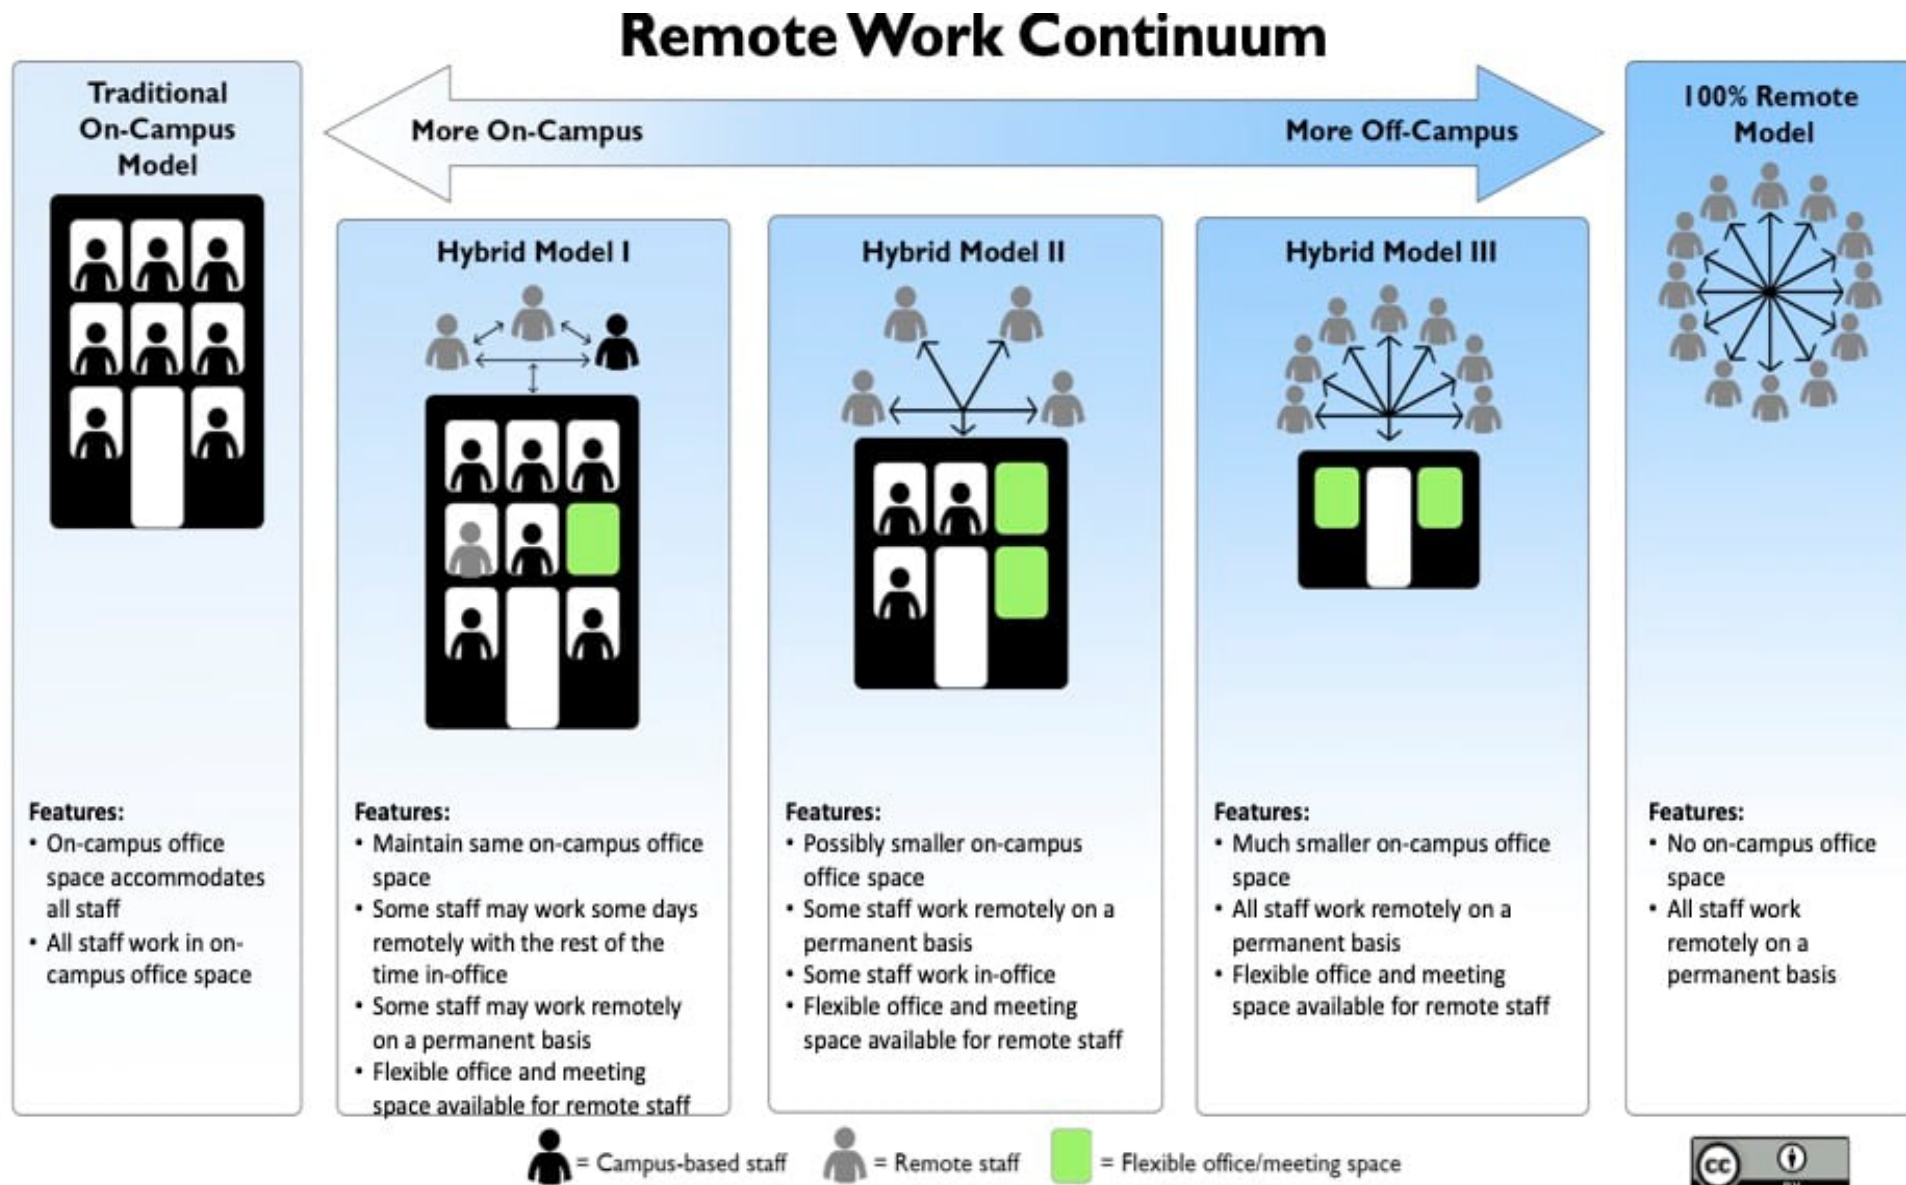 Remote Work Continuum
Traditional
On-Campus
Model
More On-Campus
More Off-Campus
100% Remote
Model
Hybrid Model I
Hybrid Model II
Hybrid Model III
Features:
• On-campus office
space accommodates
all staff
• All staff work in on-
campus office space
Features:
• Maintain same on-campus office
space
• Some staff may work some days
remotely with the rest of the
time in-office
• Some staff may work remotely
on a permanent basis
• Flexible office and meeting
space available for remote staff
Features:
• Possibly smaller on-campus
office space
• Some staff work remotely on a
permanent basis
• Some staff work in-office
• Flexible office and meeting
space available for remote staff
Features:
• Much smaller on-campus office
space
• All staff work remotely on a
permanent basis
• Flexible office and meeting
space available for remote staff
Features:
• No on-campus office
space
• All staff work
remotely on a
permanent basis
= Campus-based staff
= Remote staff
= Flexible office/meeting space
cc